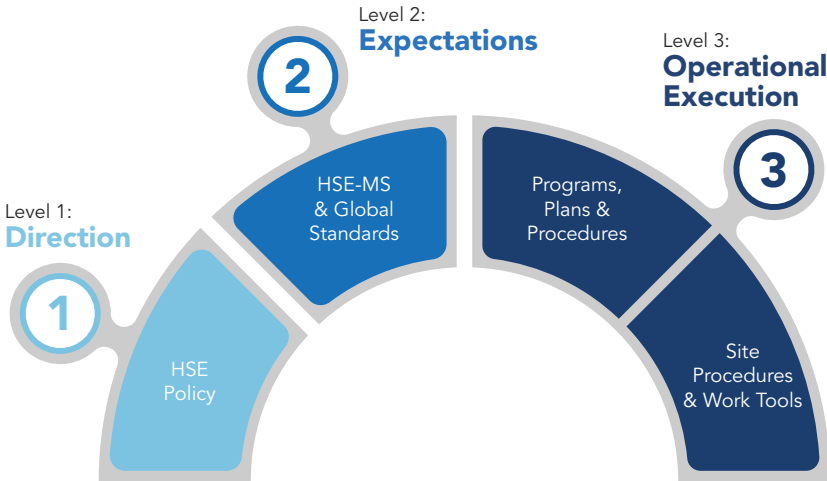 Level 1:
Direction
1
HSE
Policy
Level 2:
Expectations
2
HSE-MS
& Global
Standards
Level 3:
Operational
Execution
3
Programs,
Plans &
Procedures
Site
Procedures
& Work Tools